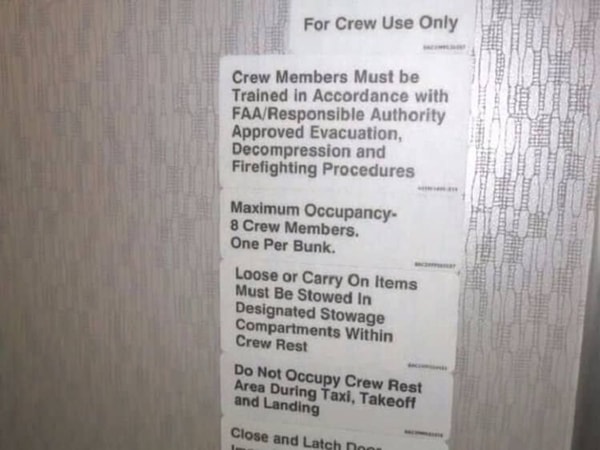 For Crew Use Only
Crew Members Must be
Trained in Accordance with
FAA/Responsible Authority
Approved Evacuation,
Decompression and
Firefighting Procedures
Maximum Occupancy-
8 Crew Members.
One Per Bunk.
Loose or Carry On Items
Must Be Stowed In
Designated Stowage
Compartments Within
Crew Rest
Do Not Occupy Crew Rest
Area During Taxi, Takeoff
and Landing
Close and Latch Door